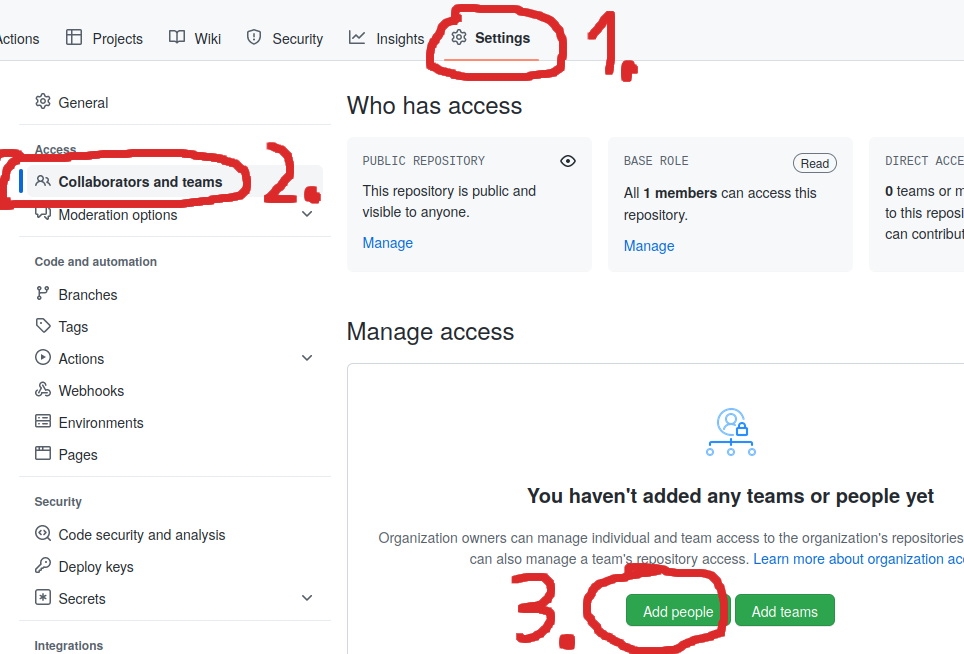 Projects Wiki Security Insights Settings 1.
General
Access
Collaborators and teams 2.
Moderation options
Code and automation
Branches
Tags
Actions
Webhooks
Environments
Pages
Security
Code security and analysis
Deploy keys
Secrets
Integrations
Who has access
PUBLIC REPOSITORY
This repository is public and
visible to anyone.
Manage
BASE ROLE Read
All 1 members can access this
repository.
Manage
DIRECT
0 teams or
to this
can
Manage access
You haven't added any teams or people yet
Organization owners can manage individual and team access to the organization's repositories
can also manage a team's repository access. Learn more about organization
3. Add people Add teams